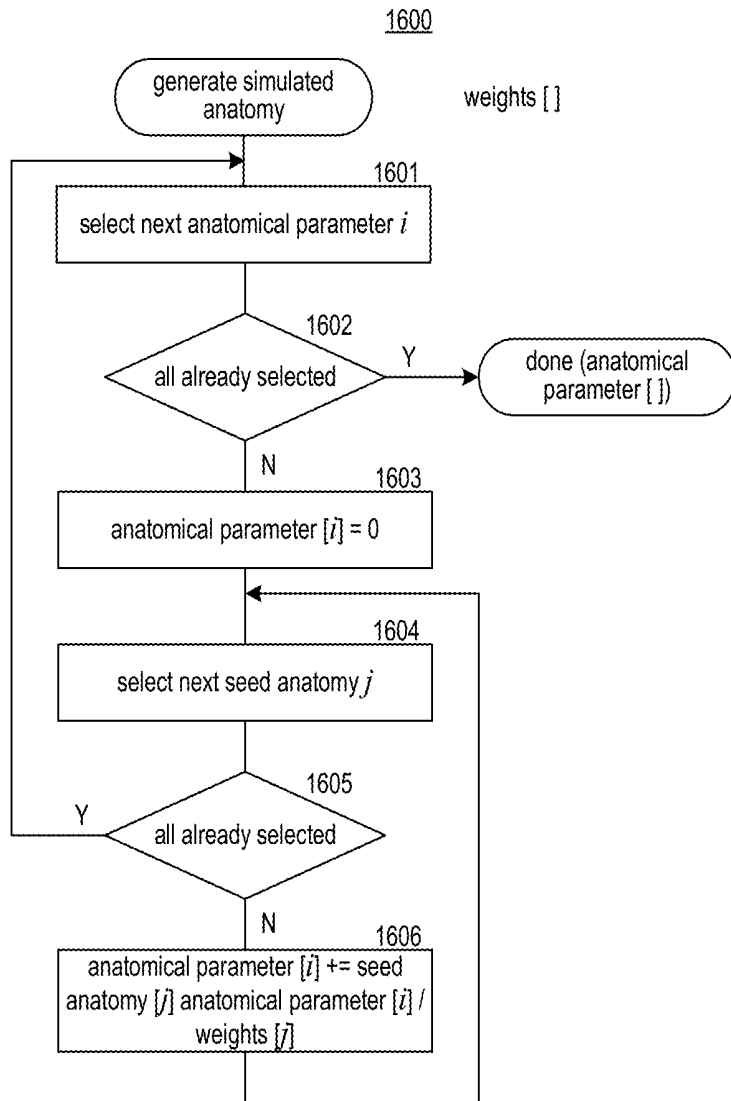 1600
generate simulated
anatomy
weights [ ]
1601
select next anatomical parameter i
1602
all already selected
Y
done (anatomical
parameter [ ])
N
1603
anatomical parameter [i] = 0
1604
select next seed anatomy j
1605
Y
all already selected
N
1606
anatomical parameter [i] += seed
anatomy [j] anatomical parameter [i] /
weights [j]